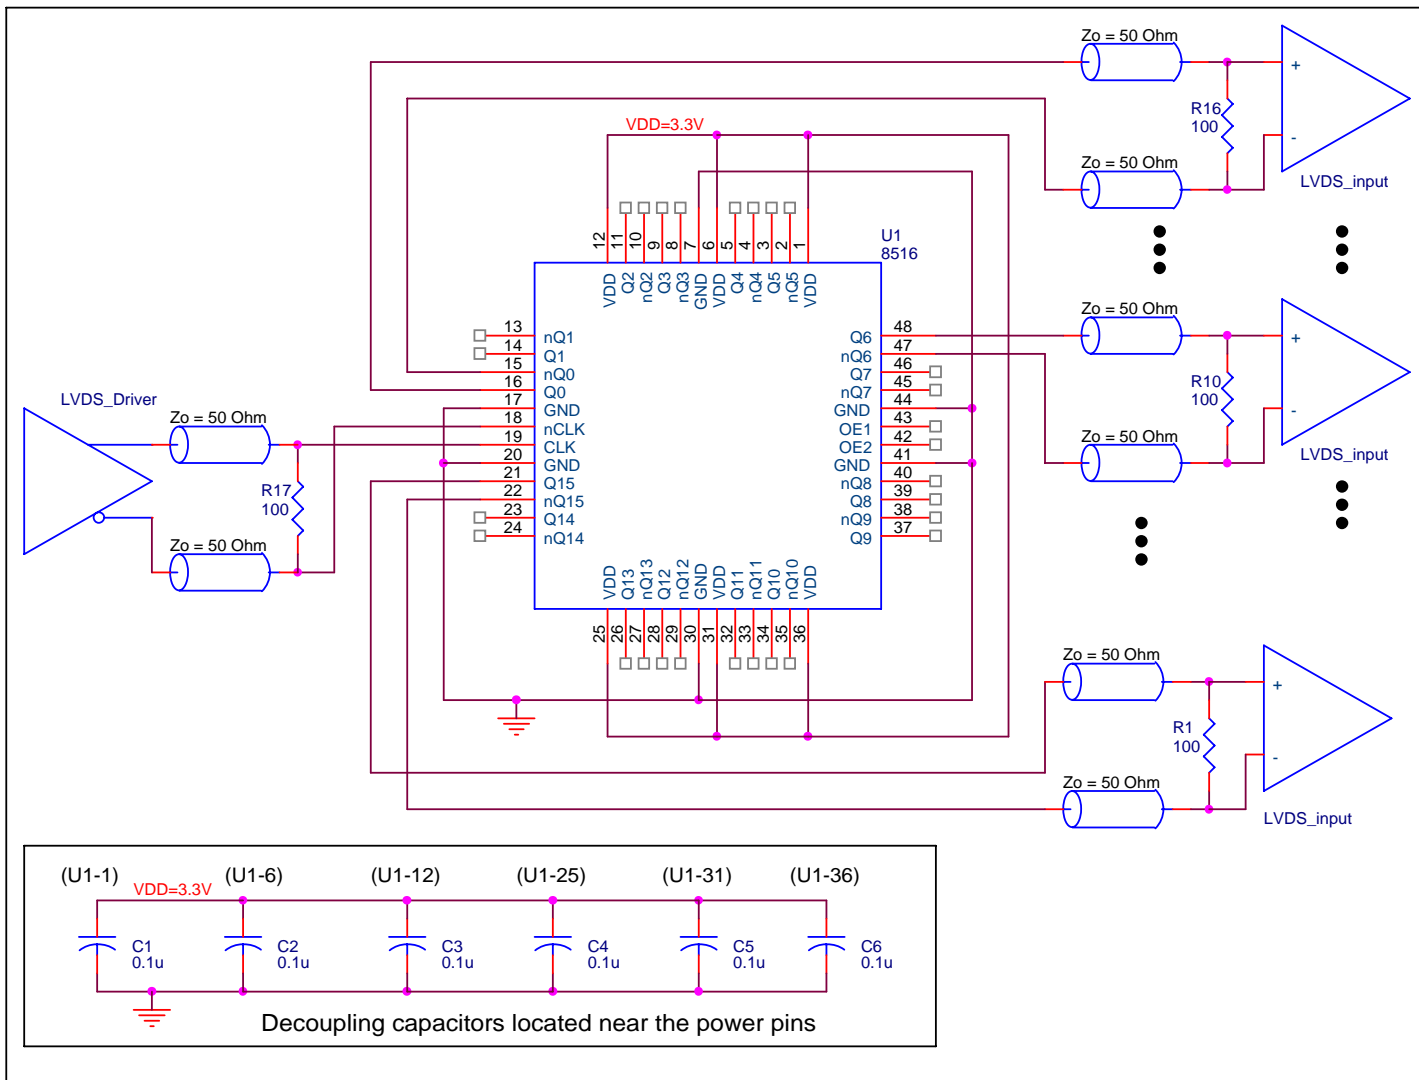 Zo = 50 Ohm
+
R16
100
-
Zo = 50 Ohm
LVDS_input
VDD=3.3V
U1
8516
12
11
10
9
8
7
6
5
4
3
2
1
VDD
Q2
nQ2
Q3
nQ3
GND
VDD
Q4
nQ4
Q5
nQ5
VDD
13 nQ1
14 Q1
15 nQ0
16 Q0
17 GND
18 nCLK
19 CLK
20 GND
21 Q15
22 nQ15
23 Q14
24 nQ14
Q6 48
nQ6 47
Q7 46
nQ7 45
GND 44
OE1 43
OE2 42
GND 41
nQ8 40
Q8 39
nQ9 38
Q9 37
VDD
Q13
nQ13
Q12
nQ12
GND
VDD
Q11
nQ11
Q10
nQ10
VDD
25
26
27
28
29
30
31
32
33
34
35
36
LVDS_Driver
Zo = 50 Ohm
R17
100
Zo = 50 Ohm
Zo = 50 Ohm
+
R10
100
-
Zo = 50 Ohm
LVDS_input
Zo = 50 Ohm
+
R1
100
-
Zo = 50 Ohm
LVDS_input
(U1-1) (U1-6) (U1-12) (U1-25) (U1-31) (U1-36)
VDD=3.3V
C1 C2 C3 C4 C5 C6
0.1u 0.1u 0.1u 0.1u 0.1u 0.1u
Decoupling capacitors located near the power pins